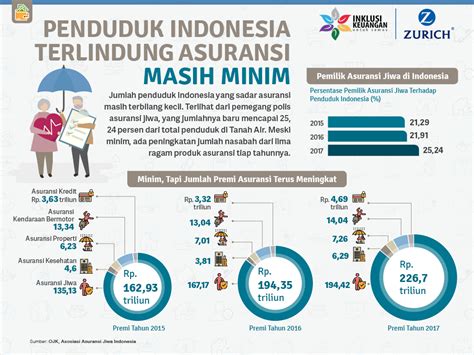 PENDUDUK INDONESIA
TERLINDUNG ASURANSI
MASIH MINIM
INKLUSI
KEUANGAN
untuk semua
ZURICH
Jumlah penduduk Indonesia yang sadar asuransi
masih terbilang kecil. Terlihat dari pemegang polis
asuransi jiwa, yang jumlahnya baru mencapai 25,
24 persen dari total penduduk di Tanah Air. Meski
minim, ada peningkatan jumlah nasabah dari lima
ragam produk asuransi tiap tahunnya.
Pemilik Asuransi Jiwa di Indonesia
Persentase Pemilik Asuransi Jiwa Terhadap
Penduduk Indonesia (%)
2015 21,29
2016 21,91
2017 25,24
Minim, Tapi Jumlah Premi Asuransi Terus Meningkat
Asuransi Kredit
Rp. 3,63 triliun
Asuransi
Kendaraan Bermotor
13,34
Asuransi Properti
6,23
Asuransi Kesehatan
4,6
Asuransi Jiwa
135,13
Rp.
162,93
triliun
Premi Tahun 2015
Rp. 3,32
triliun
13,04
7,01
3,81
167,17
Rp.
194,35
triliun
Premi Tahun 2016
Rp. 4,69
triliun
14,04
7,26
6,29
194,42
Rp.
226,7
triliun
Premi Tahun 2017
Sumber: OJK, Asosiasi Asuransi Jiwa Indonesia